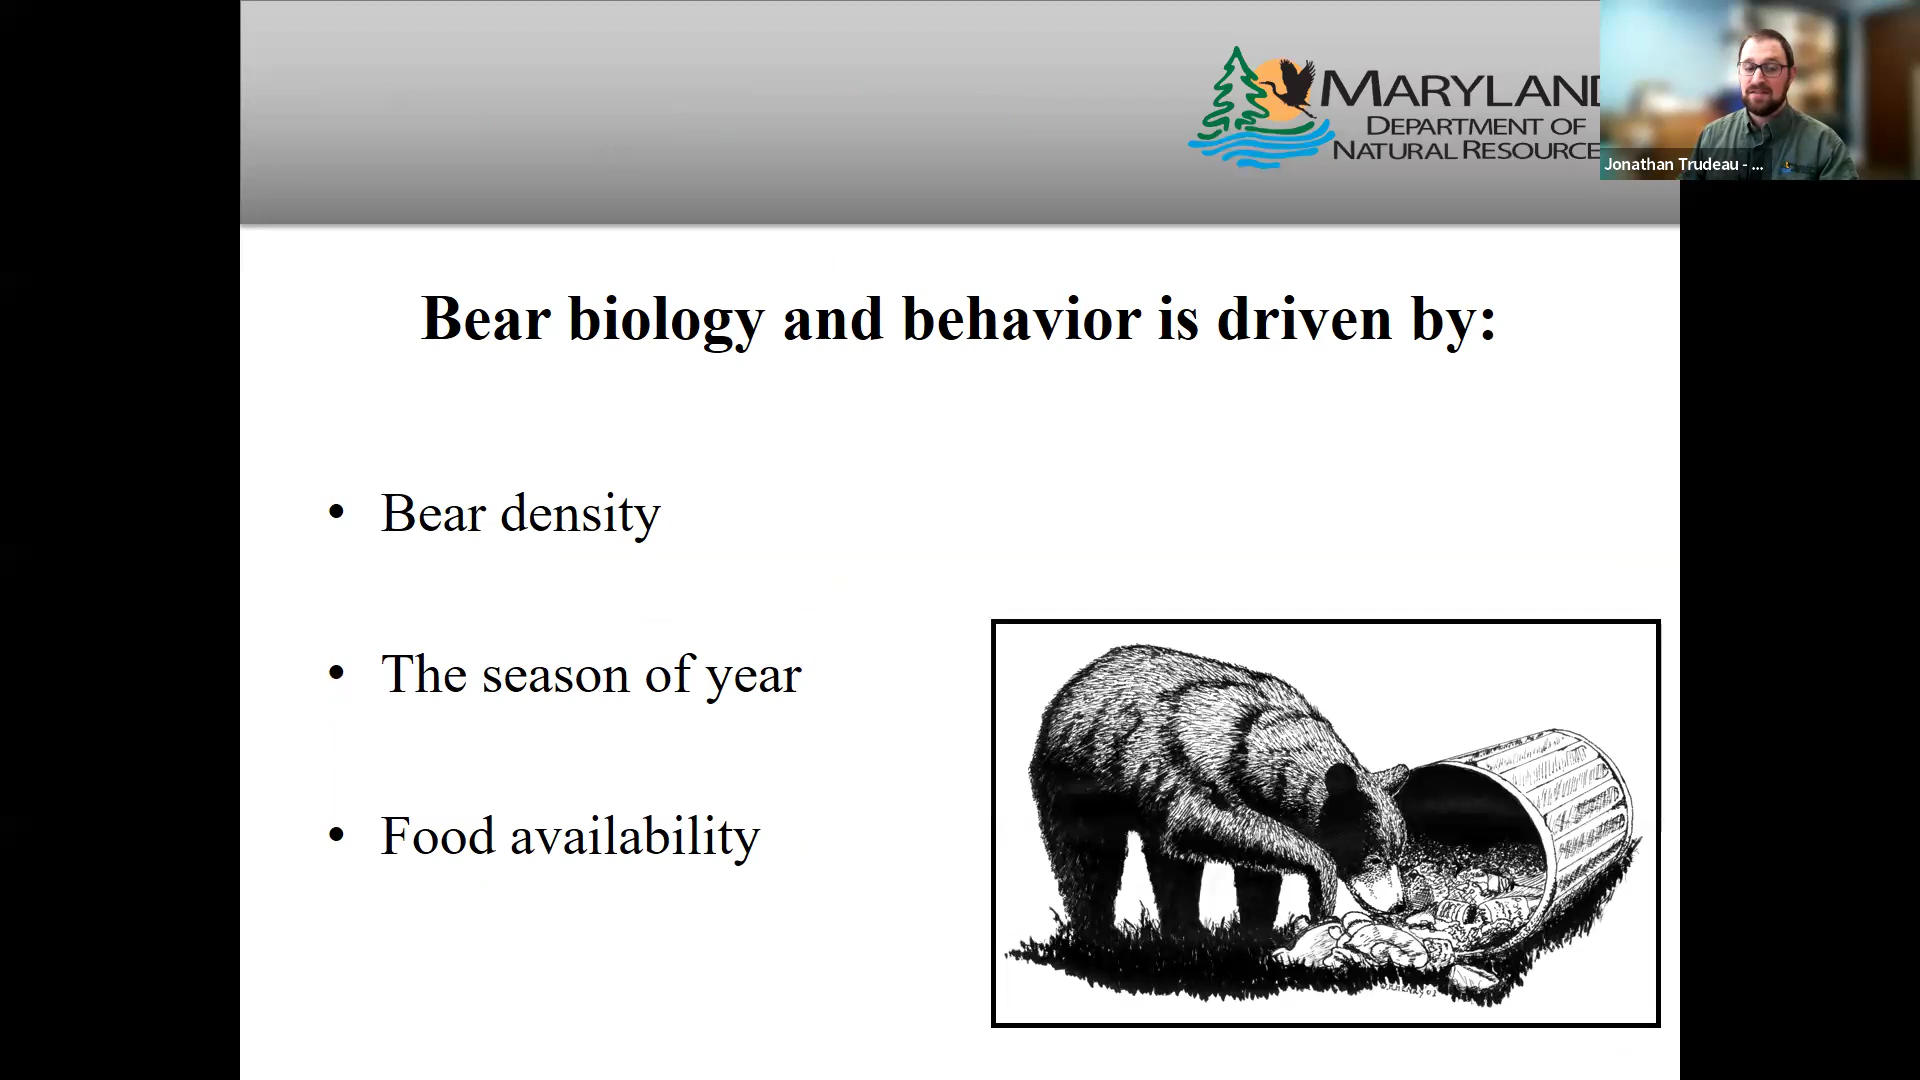 MARYLAND
DEPARTMENT OF
NATURAL RESOURCE
Jonathan Trudeau - ...
Bear biology and behavior is driven by:
• Bear density
• The season of year
• Food availability